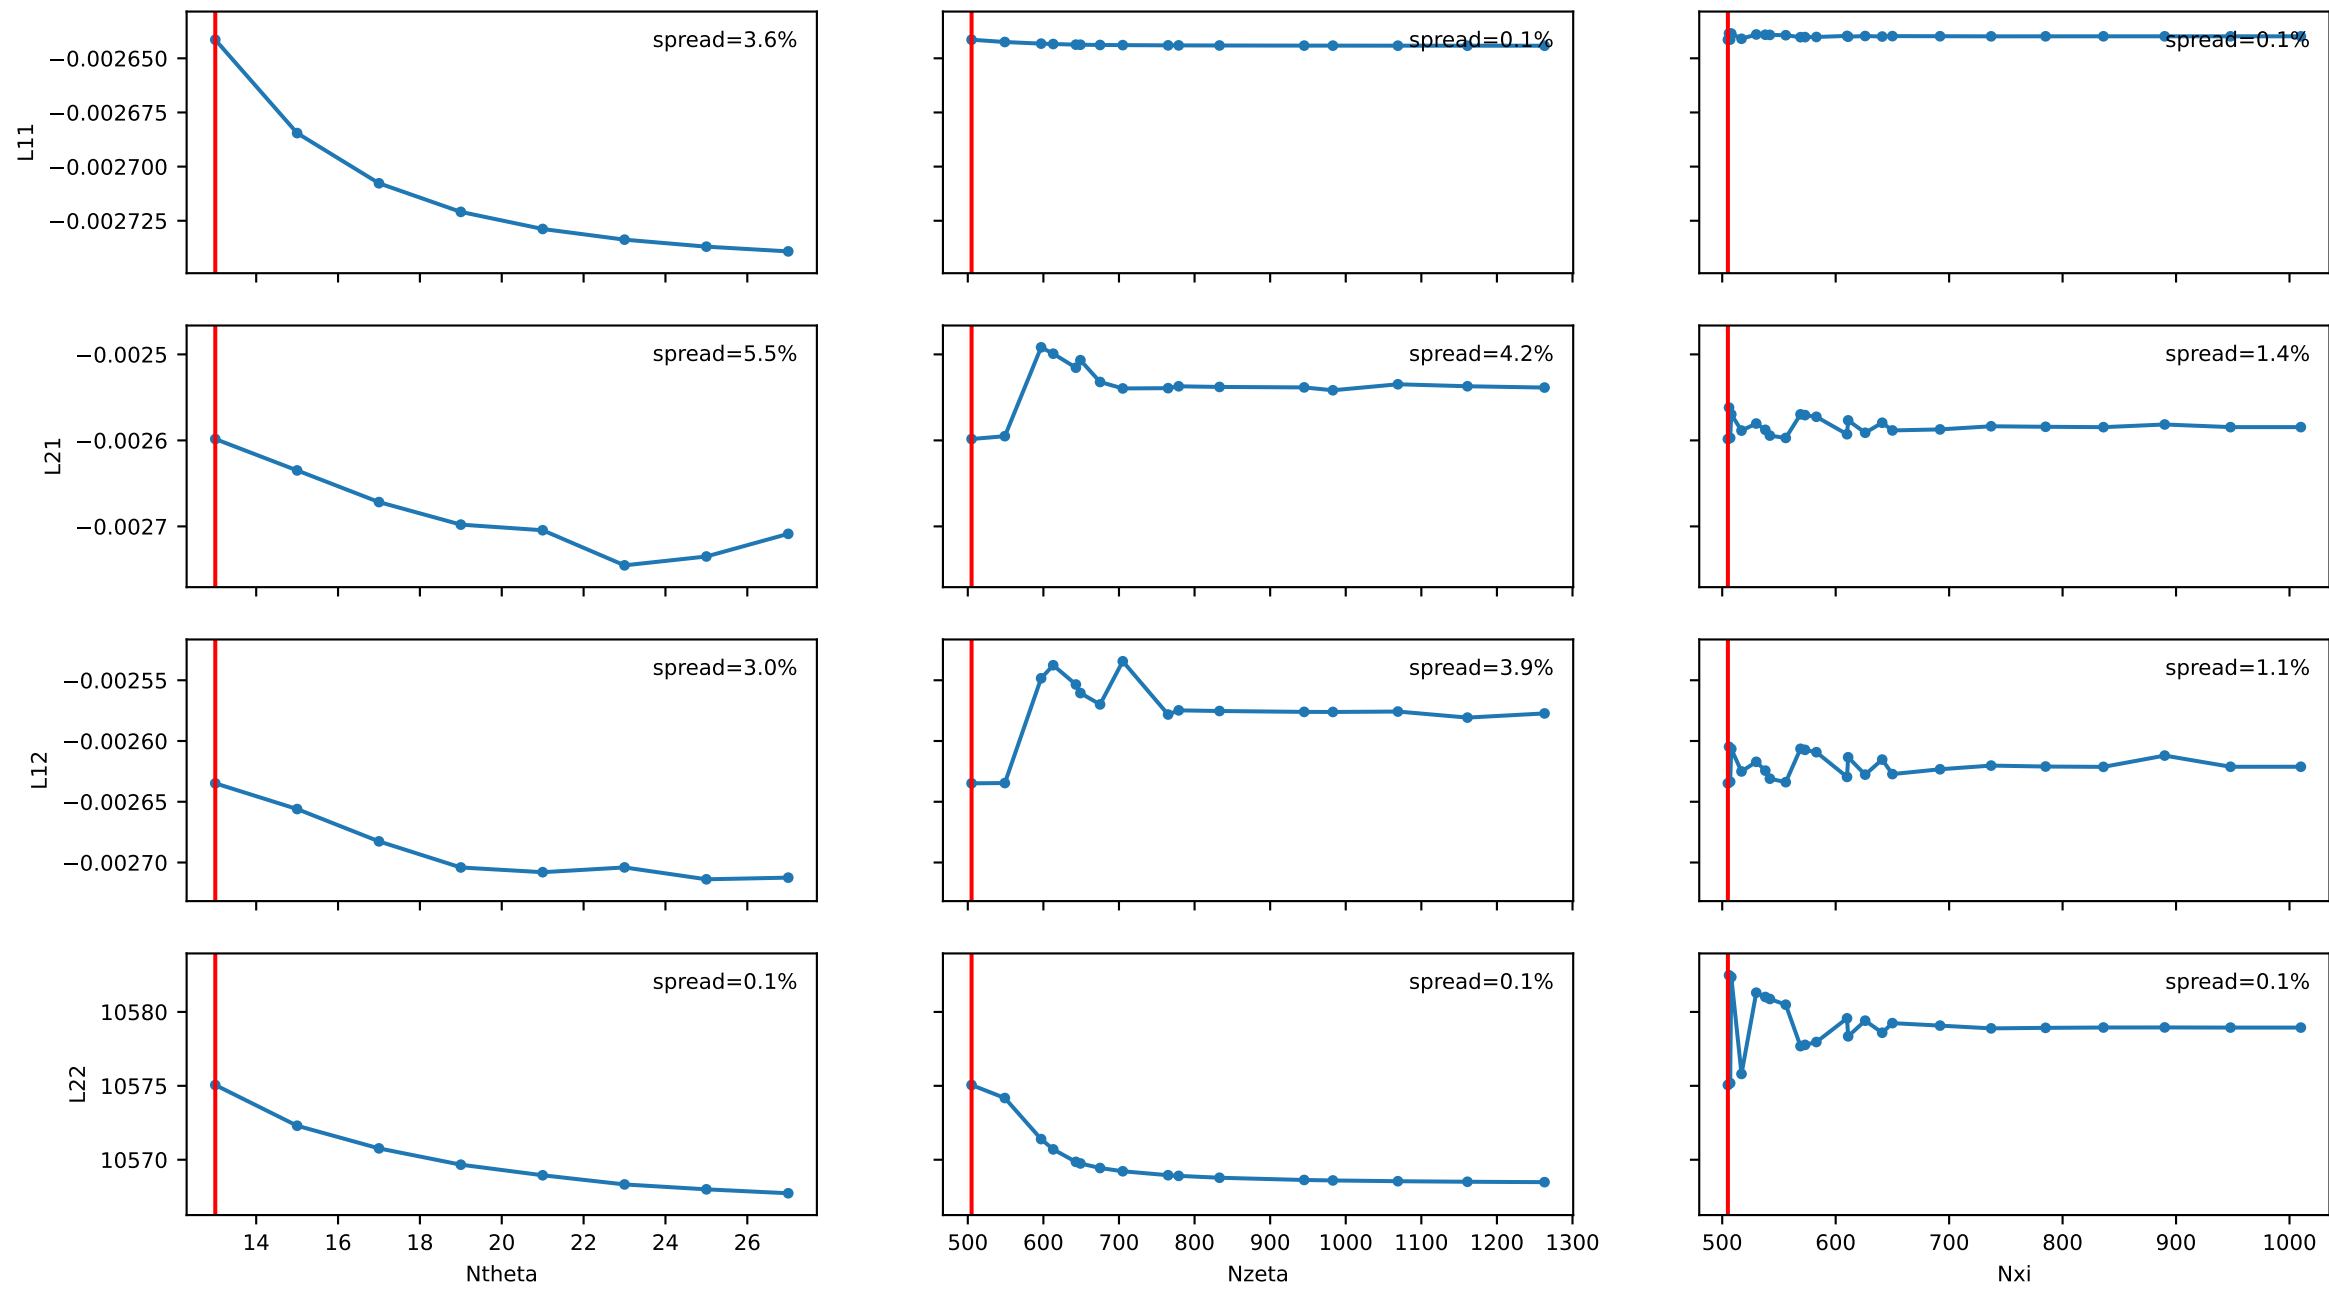 L11
−0.002650
−0.002675
−0.002700
−0.002725
spread=3.6%
spread=0.1%
spread=0.1%
L21
−0.0025
−0.0026
−0.0027
spread=5.5%
spread=4.2%
spread=1.4%
L12
−0.00255
−0.00260
−0.00265
−0.00270
spread=3.0%
spread=3.9%
spread=1.1%
L22
10580
10575
10570
spread=0.1%
spread=0.1%
spread=0.1%
14 16 18 20 22 24 26
Ntheta
500 600 700 800 900 1000 1100 1200 1300
Nzeta
500 600 700 800 900 1000
Nxi